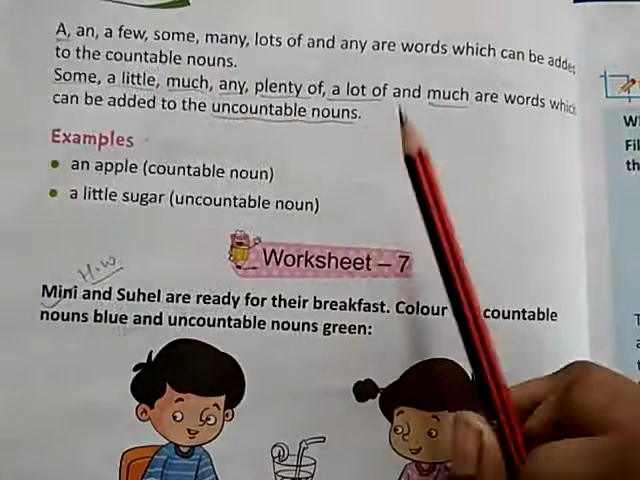 A, an, a few, some, many, lots of and any are words which can be added
to the countable nouns.
Some, a little, much, any, plenty of, a lot of and much are words which
can be added to the uncountable nouns.
Examples
an apple (countable noun)
a little sugar (uncountable noun)
Worksheet – 7
H.W
Mini and Suhel are ready for their breakfast. Colour countable
nouns blue and uncountable nouns green: